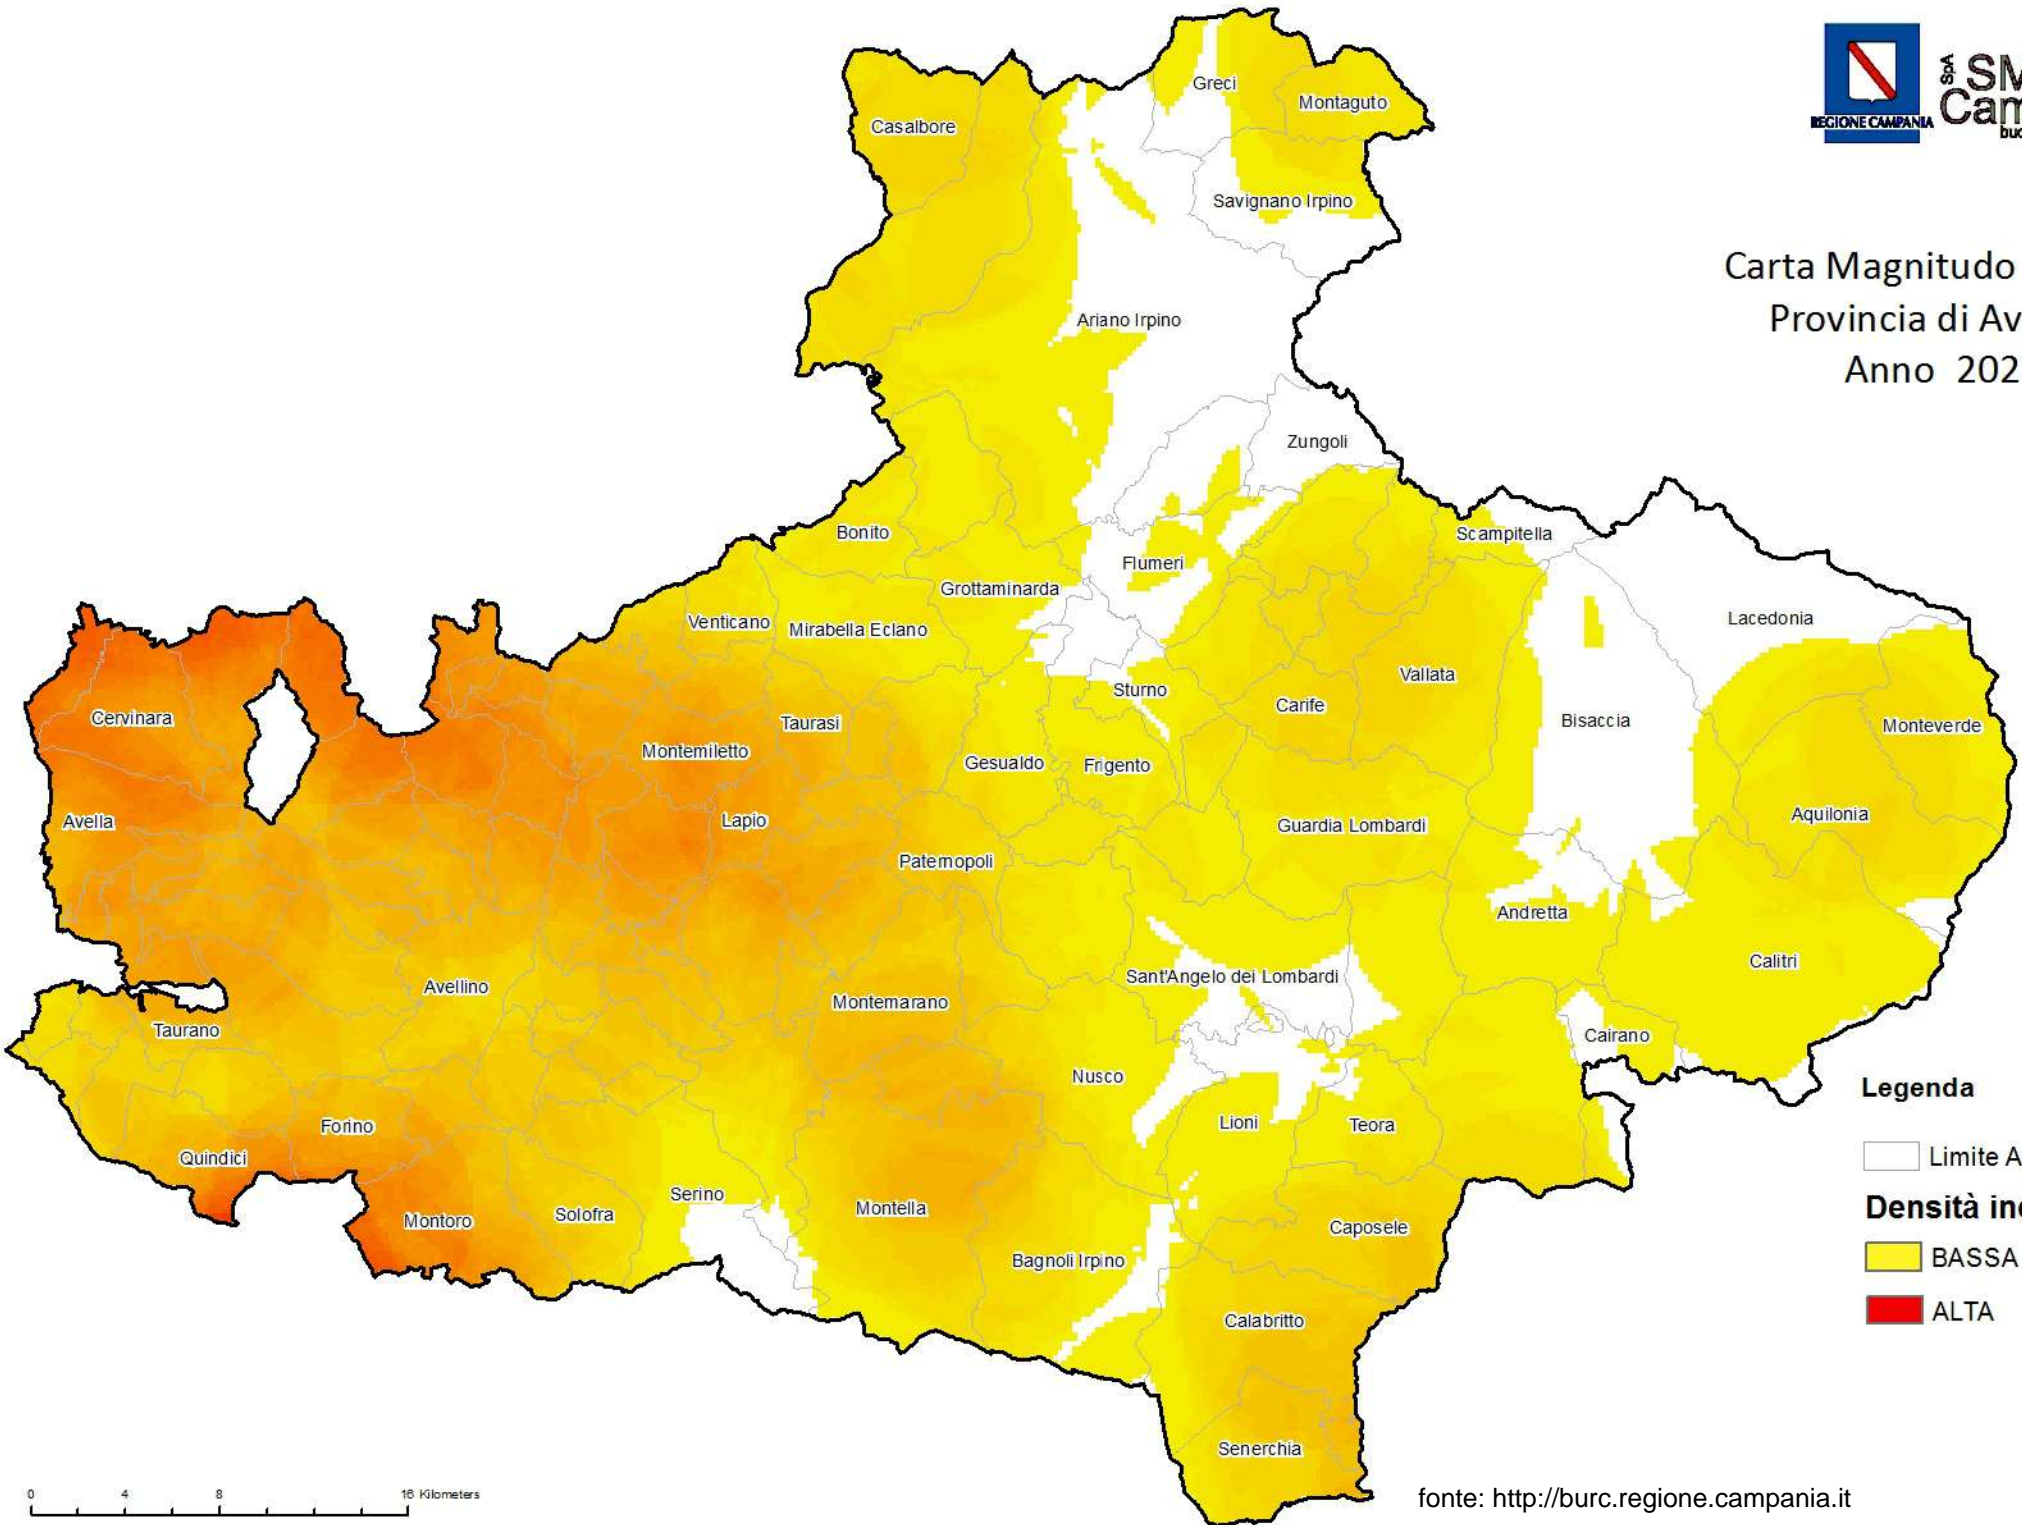 REGIONE CAMPANIA
SpA SM
Cam
buc
Carta Magnitudo
Provincia di Av
Anno 202
Greci
Montaguto
Casalbore
Savignano Irpino
Ariano Irpino
Zungoli
Bonito
Scampitella
Flumeri
Grottaminarda
Venticano
Mirabella Eclano
Lacedonia
Vallata
Sturno
Carife
Cervinara
Taurasi
Bisaccia
Monteverde
Montemiletto
Gesualdo
Frigento
Avella
Lapio
Guardia Lombardi
Aquilonia
Paternopoli
Andretta
Calitri
Sant'Angelo dei Lombardi
Avellino
Montemarano
Taurano
Cairano
Nusco
Forino
Lioni
Teora
Quindici
Serino
Montella
Montoro
Solofra
Caposele
Bagnoli Irpino
Calabritto
Senerchia
Legenda
Limite A
Densità inc
BASSA
ALTA
0 4 8 16 Kilometers
fonte: http://burc.regione.campania.it